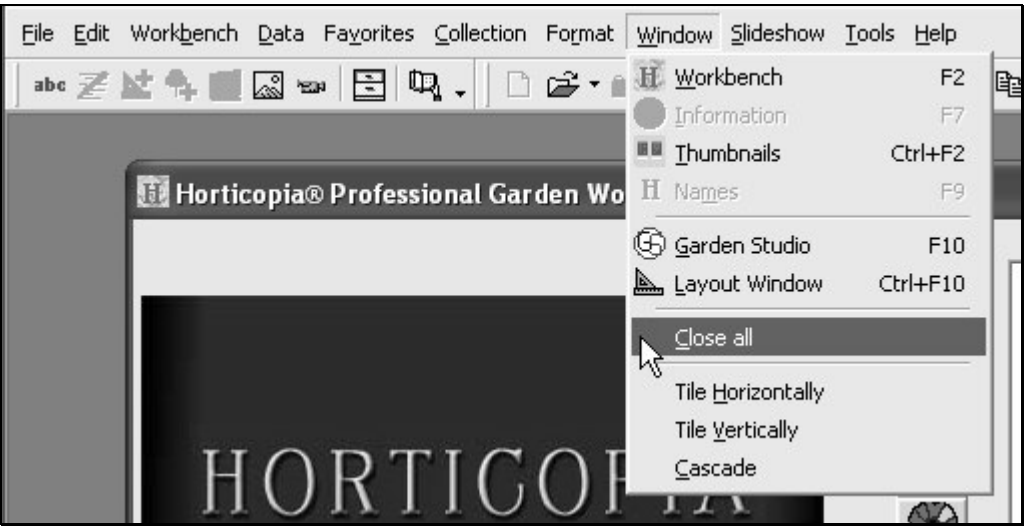 File Edit Workbench Data Favorites Collection Format Window Slideshow Tools Help
abc
Workbench F2
Information F7
Thumbnails Ctrl+F2
H Names F9
Garden Studio F10
Layout Window Ctrl+F10
Close all
Tile Horizontally
Tile Vertically
Cascade
H Horticopia® Professional Garden Wo
HORTICOPIA